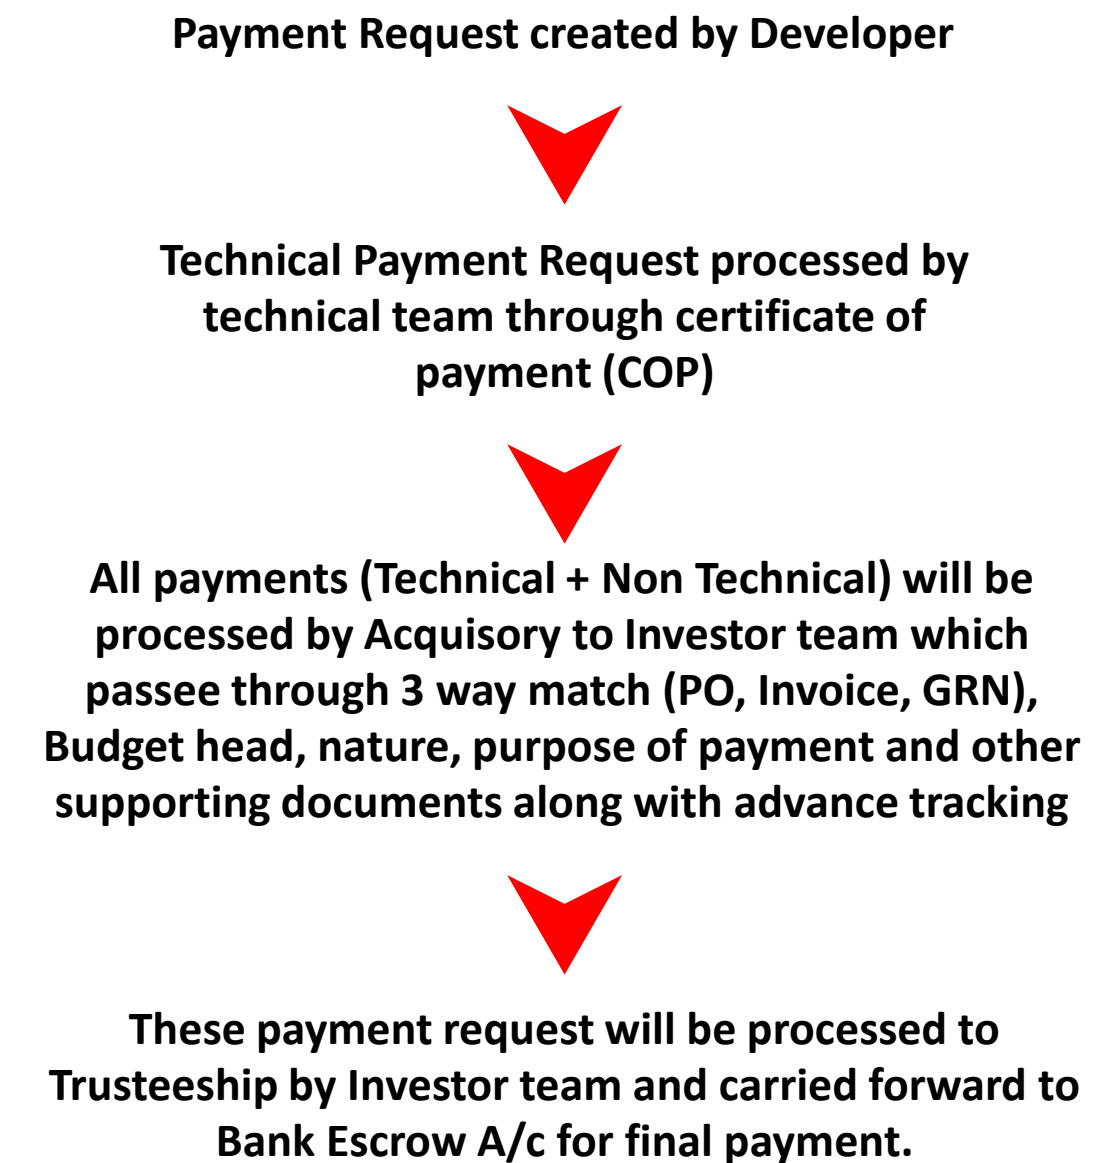 Payment Request created by Developer
Technical Payment Request processed by
technical team through certificate of
payment (COP)
All payments (Technical + Non Technical) will be
processed by Acquisory to Investor team which
passee through 3 way match (PO, Invoice, GRN),
Budget head, nature, purpose of payment and other
supporting documents along with advance tracking
These payment request will be processed to
Trusteeship by Investor team and carried forward to
Bank Escrow A/c for final payment.